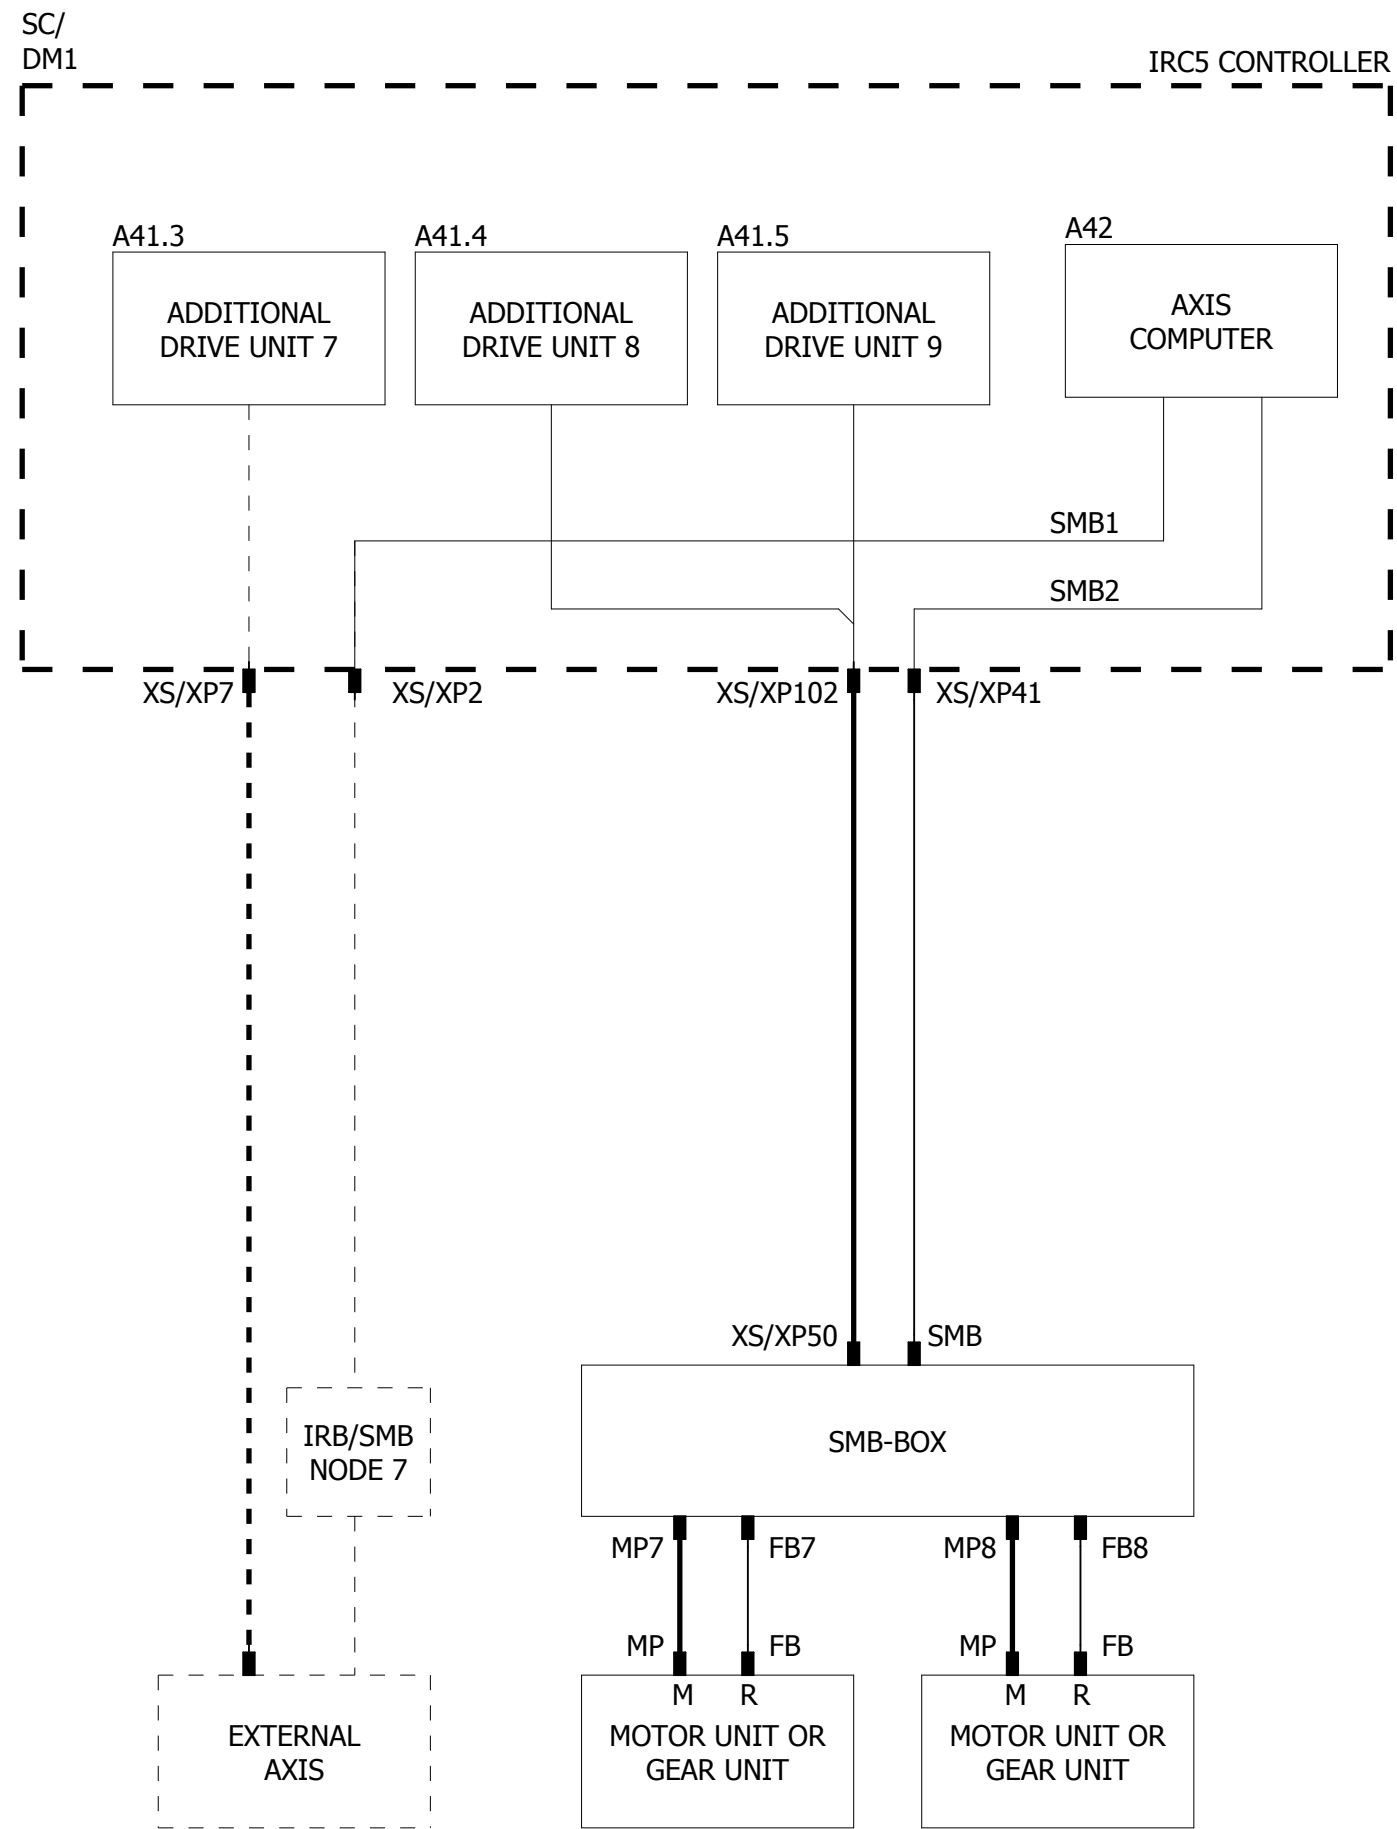 SC/
DM1
IRC5 CONTROLLER
A41.3
A41.4
A41.5
A42
ADDITIONAL
DRIVE UNIT 7
ADDITIONAL
DRIVE UNIT 8
ADDITIONAL
DRIVE UNIT 9
AXIS
COMPUTER
SMB1
SMB2
XS/XP7
XS/XP2
XS/XP102
XS/XP41
XS/XP50
SMB
IRB/SMB
NODE 7
SMB-BOX
MP7
FB7
MP8
FB8
MP
FB
MP
FB
M
R
M
R
EXTERNAL
AXIS
MOTOR UNIT OR
GEAR UNIT
MOTOR UNIT OR
GEAR UNIT